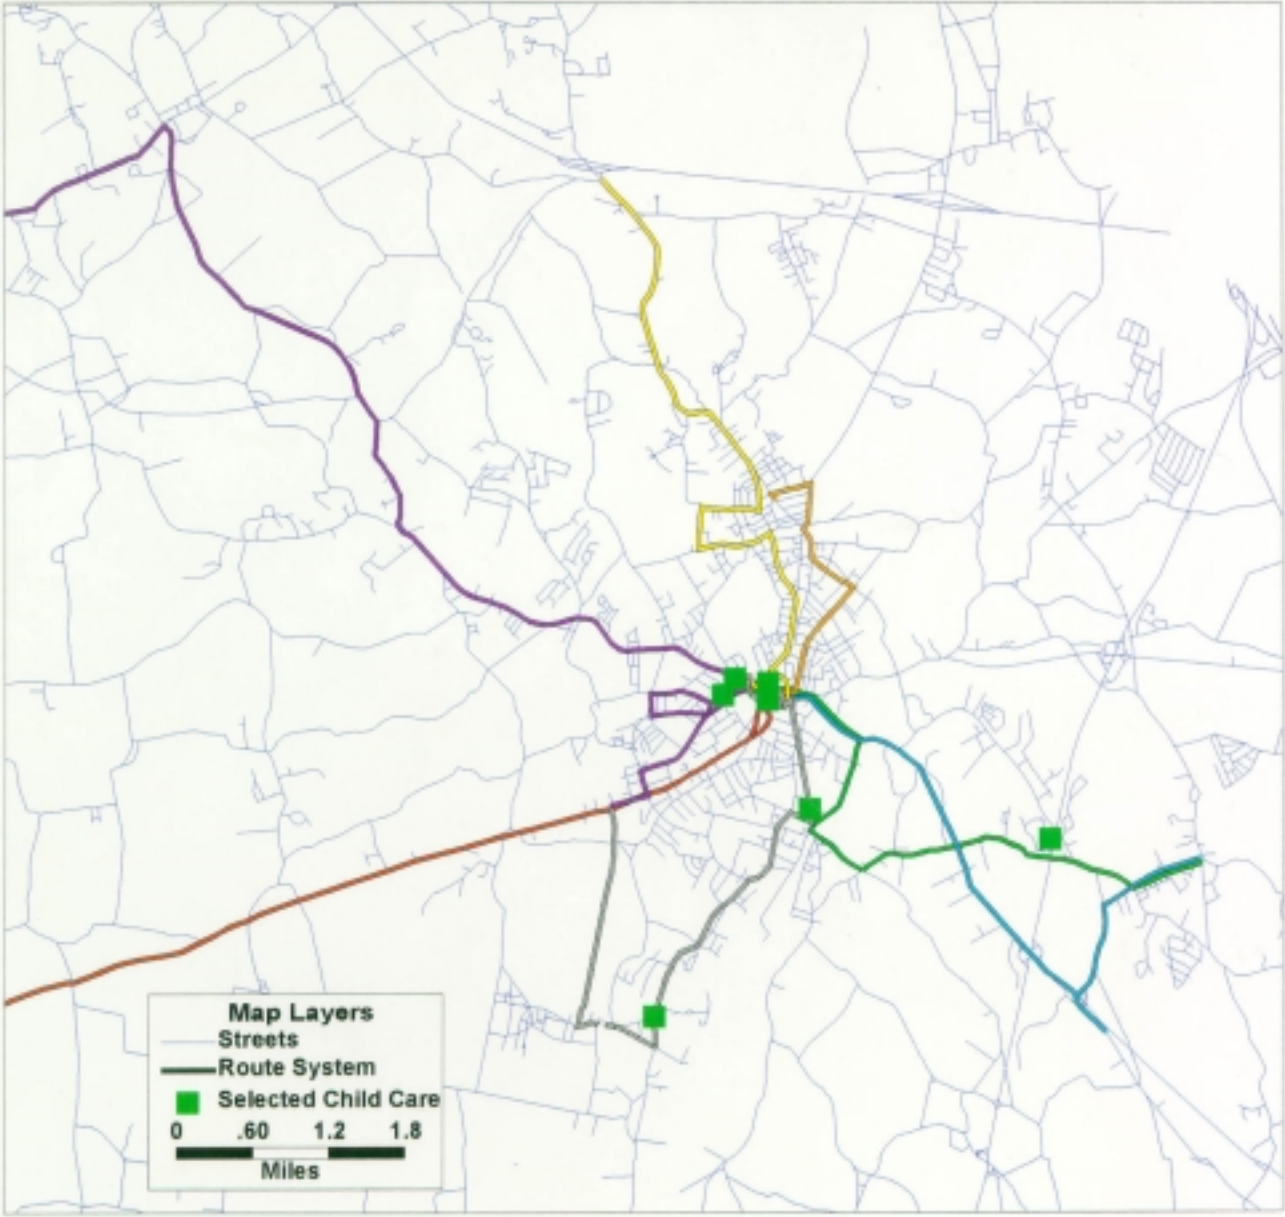 Map Layers
Streets
Route System
Selected Child Care
0 .60 1.2 1.8
Miles